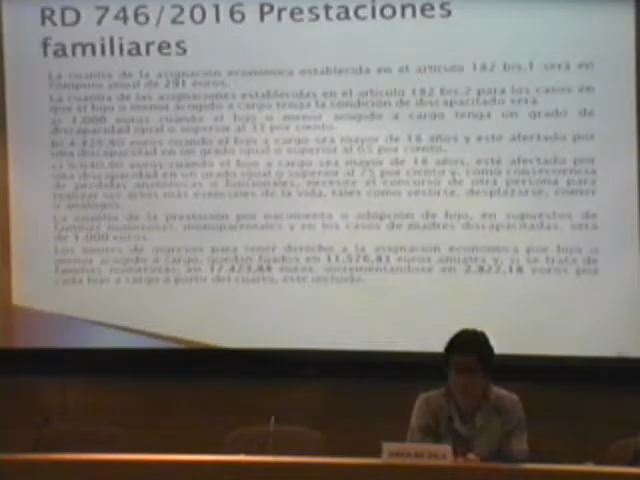 RD 746/2016 Prestaciones
familiares
La cuantía de la asignación económica establecida en el artículo 182 bis.1 será en
cómputo anual de 291 euros.
La cuantía de las asignaciones establecidas en el artículo 182 bis.2 para los casos en
que el hijo o menor acogido a cargo tenga la condición de discapacitado será
a) 1.000 euros cuando el hijo o menor acogido a cargo tenga un grado de
discapacidad igual o superior al 33 por ciento.
b) 4.426,80 euros cuando el hijo a cargo sea mayor de 18 años y esté afectado por
una discapacidad en un grado igual o superior al 65 por ciento.
euros cuando el hijo a cargo sea mayor de 18 años, esté afectado por
una discapacidad en un grado igual o superior al 75 por ciento y, como consecuencia
de pérdidas anatómicas o funcionales, necesite el concurso de otra persona para
realizar los actos más esenciales de la vida, tales como vestirse, desplazarse, comer
o análogos.
La cuantía de la prestación por nacimiento o adopción de hijo, en supuestos de
familias numerosas, monoparentales y en los casos de madres discapacitadas, será
de 1.000 euros.
Los límites de ingresos para tener derecho a la asignación económica por hijo o
menor acogido a cargo, quedan fijados en 11.576,83 euros anuales y, si se trata de
familias numerosas, en 17.423,84 euros, incrementándose en 2.822,18 euros por
cada hijo a cargo a partir del cuarto, éste incluido.